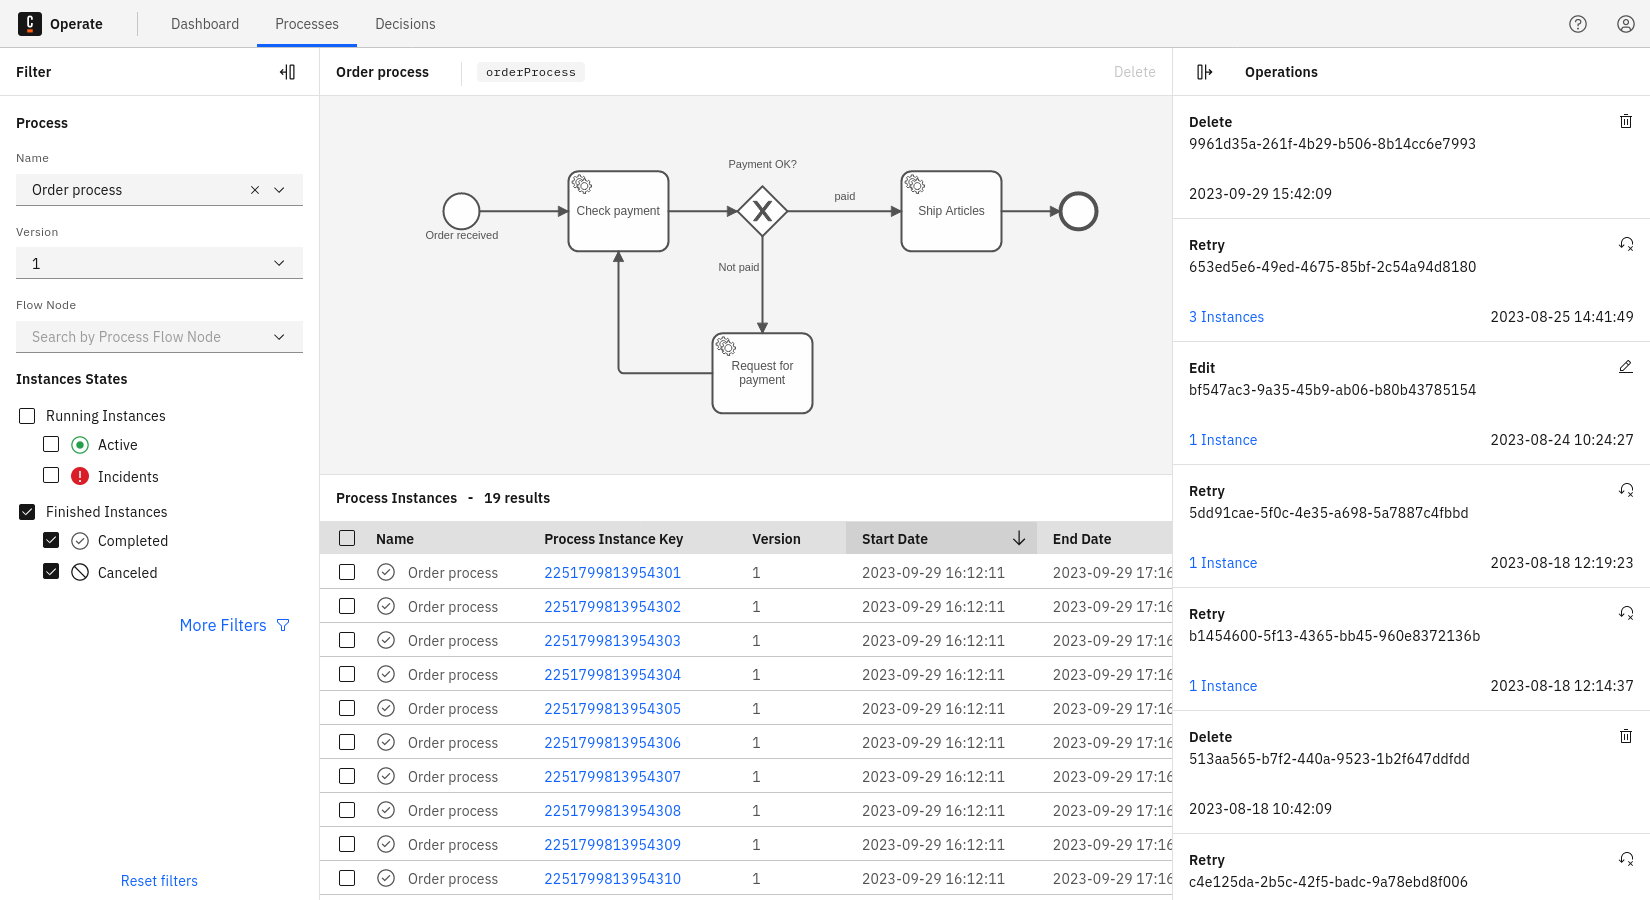 C Operate
Dashboard
Processes
Decisions
Filter
Process
Name
Order process
Version
1
Flow Node
Search by Process Flow Node
Instances States
Running Instances
Active
Incidents
Finished Instances
Completed
Canceled
More Filters
Reset filters
Order process
orderProcess
Delete
Order received
Check payment
Payment OK?
X
paid
Ship Articles
Not paid
Request for
payment
Process Instances - 19 results
Name Process Instance Key Version Start Date End Date
Order process 2251799813954301 1 2023-09-29 16:12:11 2023-09-29 17:16
Order process 2251799813954302 1 2023-09-29 16:12:11 2023-09-29 17:16
Order process 2251799813954303 1 2023-09-29 16:12:11 2023-09-29 17:16
Order process 2251799813954304 1 2023-09-29 16:12:11 2023-09-29 17:16
Order process 2251799813954305 1 2023-09-29 16:12:11 2023-09-29 17:16
Order process 2251799813954306 1 2023-09-29 16:12:11 2023-09-29 17:16
Order process 2251799813954307 1 2023-09-29 16:12:11 2023-09-29 17:16
Order process 2251799813954308 1 2023-09-29 16:12:11 2023-09-29 17:16
Order process 2251799813954309 1 2023-09-29 16:12:11 2023-09-29 17:16
Order process 2251799813954310 1 2023-09-29 16:12:11 2023-09-29 17:16
Operations
Delete
9961d35a-261f-4b29-b506-8b14cc6e7993
2023-09-29 15:42:09
Retry
653ed5e6-49ed-4675-85bf-2c54a94d8180
3 Instances 2023-08-25 14:41:49
Edit
bf547ac3-9a35-45b9-ab06-b80b43785154
1 Instance 2023-08-24 10:24:27
Retry
5dd91cae-5f0c-4e35-a698-5a7887c4fbbd
1 Instance 2023-08-18 12:19:23
Retry
b1454600-5f13-4365-bb45-960e8372136b
1 Instance 2023-08-18 12:14:37
Delete
513aa565-b7f2-440a-9523-1b2f647ddfdd
2023-08-18 10:42:09
Retry
c4e125da-2b5c-42f5-badc-9a78ebd8f006